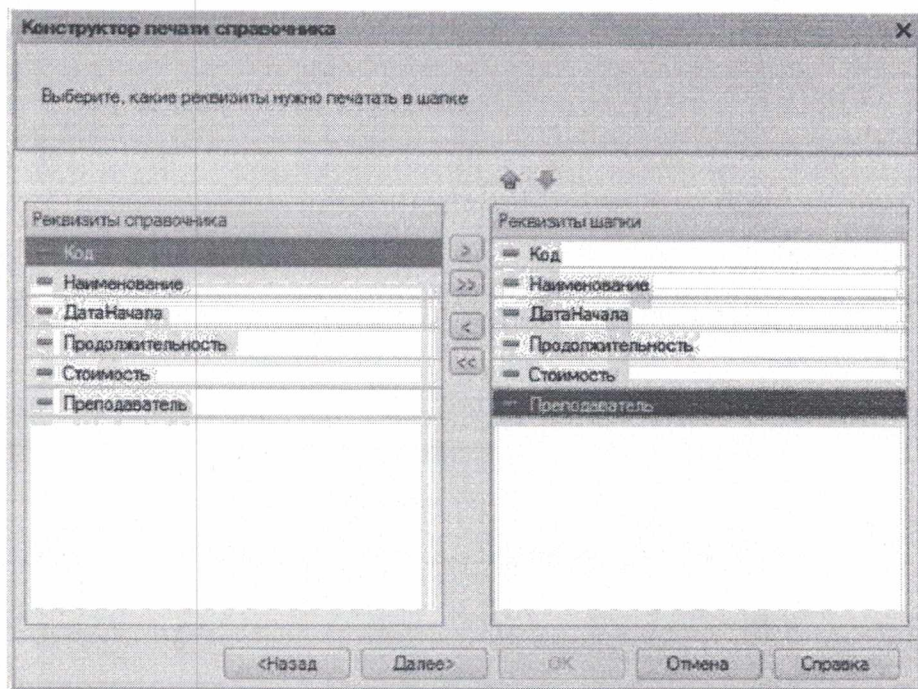 Конструктор печати справочника
Выберите, какие реквизиты нужно печатать в шапке
Реквизиты справочника
Код
Наименование
ДатаНачала
Продолжительность
Стоимость
Преподаватель
>
>>
<
<<
Реквизиты шапки
Код
Наименование
ДатаНачала
Продолжительность
Стоимость
Преподаватель
<Назад Далее> OK Отмена Справка